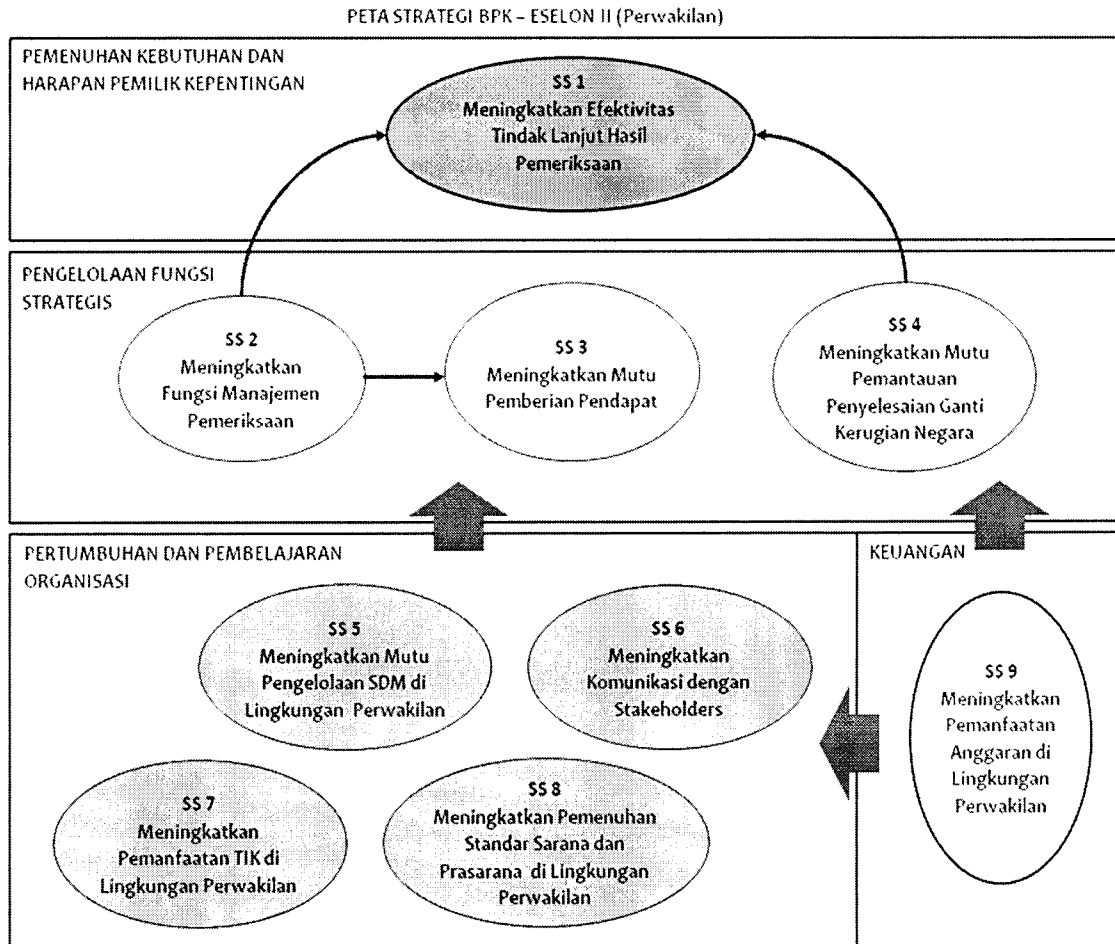 PETA STRATEGI BPK – ESELON II (Perwakilan)
PEMENUHAN KEBUTUHAN DAN
HARAPAN PEMILIK KEPENTINGAN
SS 1
Meningkatkan Efektivitas
Tindak Lanjut Hasil
Pemeriksaan
PENGELOLAAN FUNGSI
STRATEGIS
SS 2
Meningkatkan
Fungsi Manajemen
Pemeriksaan
SS 3
Meningkatkan Mutu
Pemberian Pendapat
SS 4
Meningkatkan Mutu
Pemantauan
Penyelesaian Ganti
Kerugian Negara
PERTUMBUHAN DAN PEMBELAJARAN
ORGANISASI
SS 5
Meningkatkan Mutu
Pengelolaan SDM di
Lingkungan Perwakilan
SS 6
Meningkatkan
Komunikasi dengan
Stakeholders
SS 7
Meningkatkan
Pemanfaatan TIK di
Lingkungan Perwakilan
SS 8
Meningkatkan Pemenuhan
Standar Sarana dan
Prasarana di Lingkungan
Perwakilan
KEUANGAN
SS 9
Meningkatkan
Pemanfaatan
Anggaran di
Lingkungan
Perwakilan